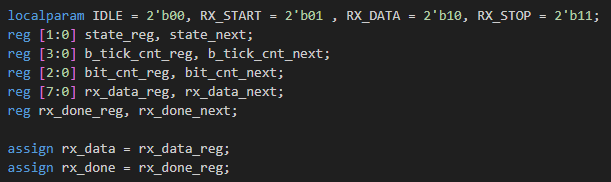 localparam IDLE = 2'b00, RX_START = 2'b01 , RX_DATA = 2'b10, RX_STOP = 2'b11;
reg [1:0] state_reg, state_next;
reg [3:0] b_tick_cnt_reg, b_tick_cnt_next;
reg [2:0] bit_cnt_reg, bit_cnt_next;
reg [7:0] rx_data_reg, rx_data_next;
reg rx_done_reg, rx_done_next;
assign rx_data = rx_data_reg;
assign rx_done = rx_done_reg;